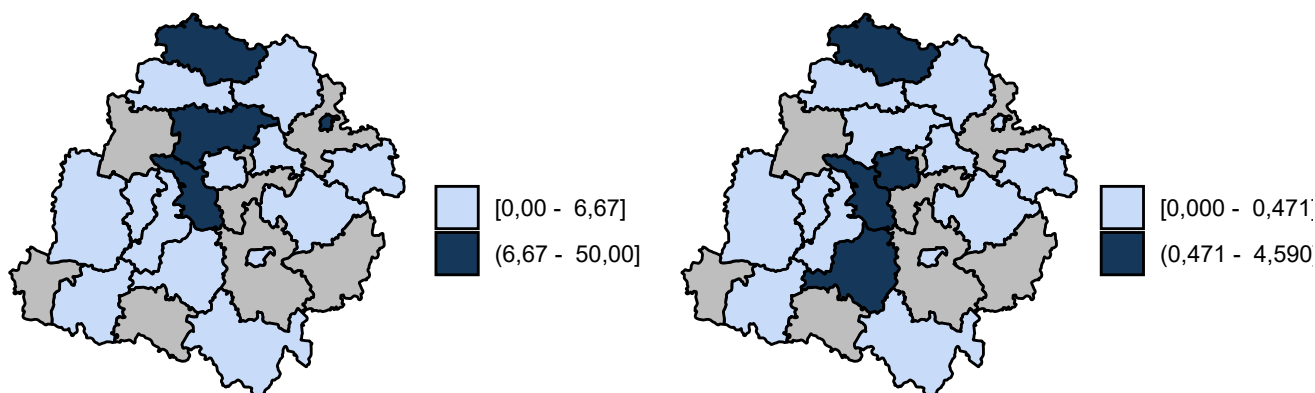 [0,00 - 6,67]
(6,67 - 50,00]
[0,000 - 0,471]
(0,471 - 4,590]